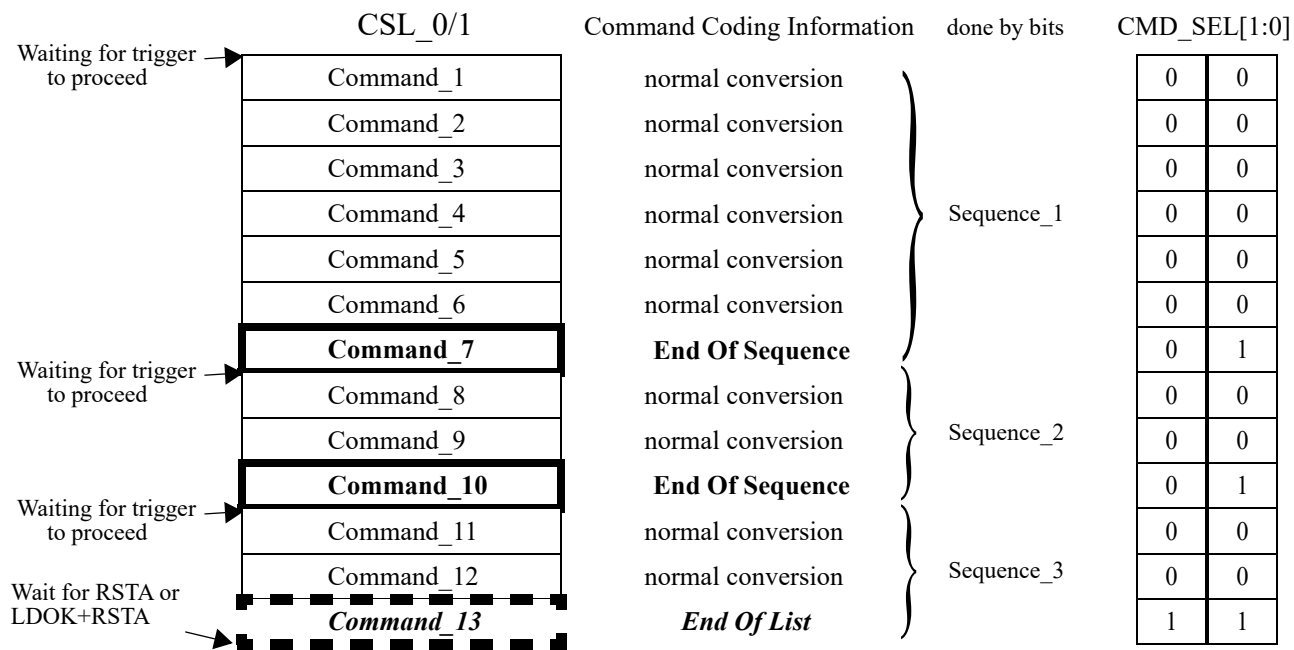 CSL_0/1 Command Coding Information done by bits CMD_SEL[1:0]
Waiting for trigger
to proceed
Command_1 normal conversion 0 0
Command_2 normal conversion 0 0
Command_3 normal conversion 0 0
Command_4 normal conversion Sequence_1 0 0
Command_5 normal conversion 0 0
Command_6 normal conversion 0 0
Command_7 End Of Sequence 0 1
Waiting for trigger
to proceed
Command_8 normal conversion 0 0
Command_9 normal conversion Sequence_2 0 0
Command_10 End Of Sequence 0 1
Waiting for trigger
to proceed
Command_11 normal conversion 0 0
Command_12 normal conversion Sequence_3 0 0
Wait for RSTA or
LDOK+RSTA
Command_13 End Of List 1 1